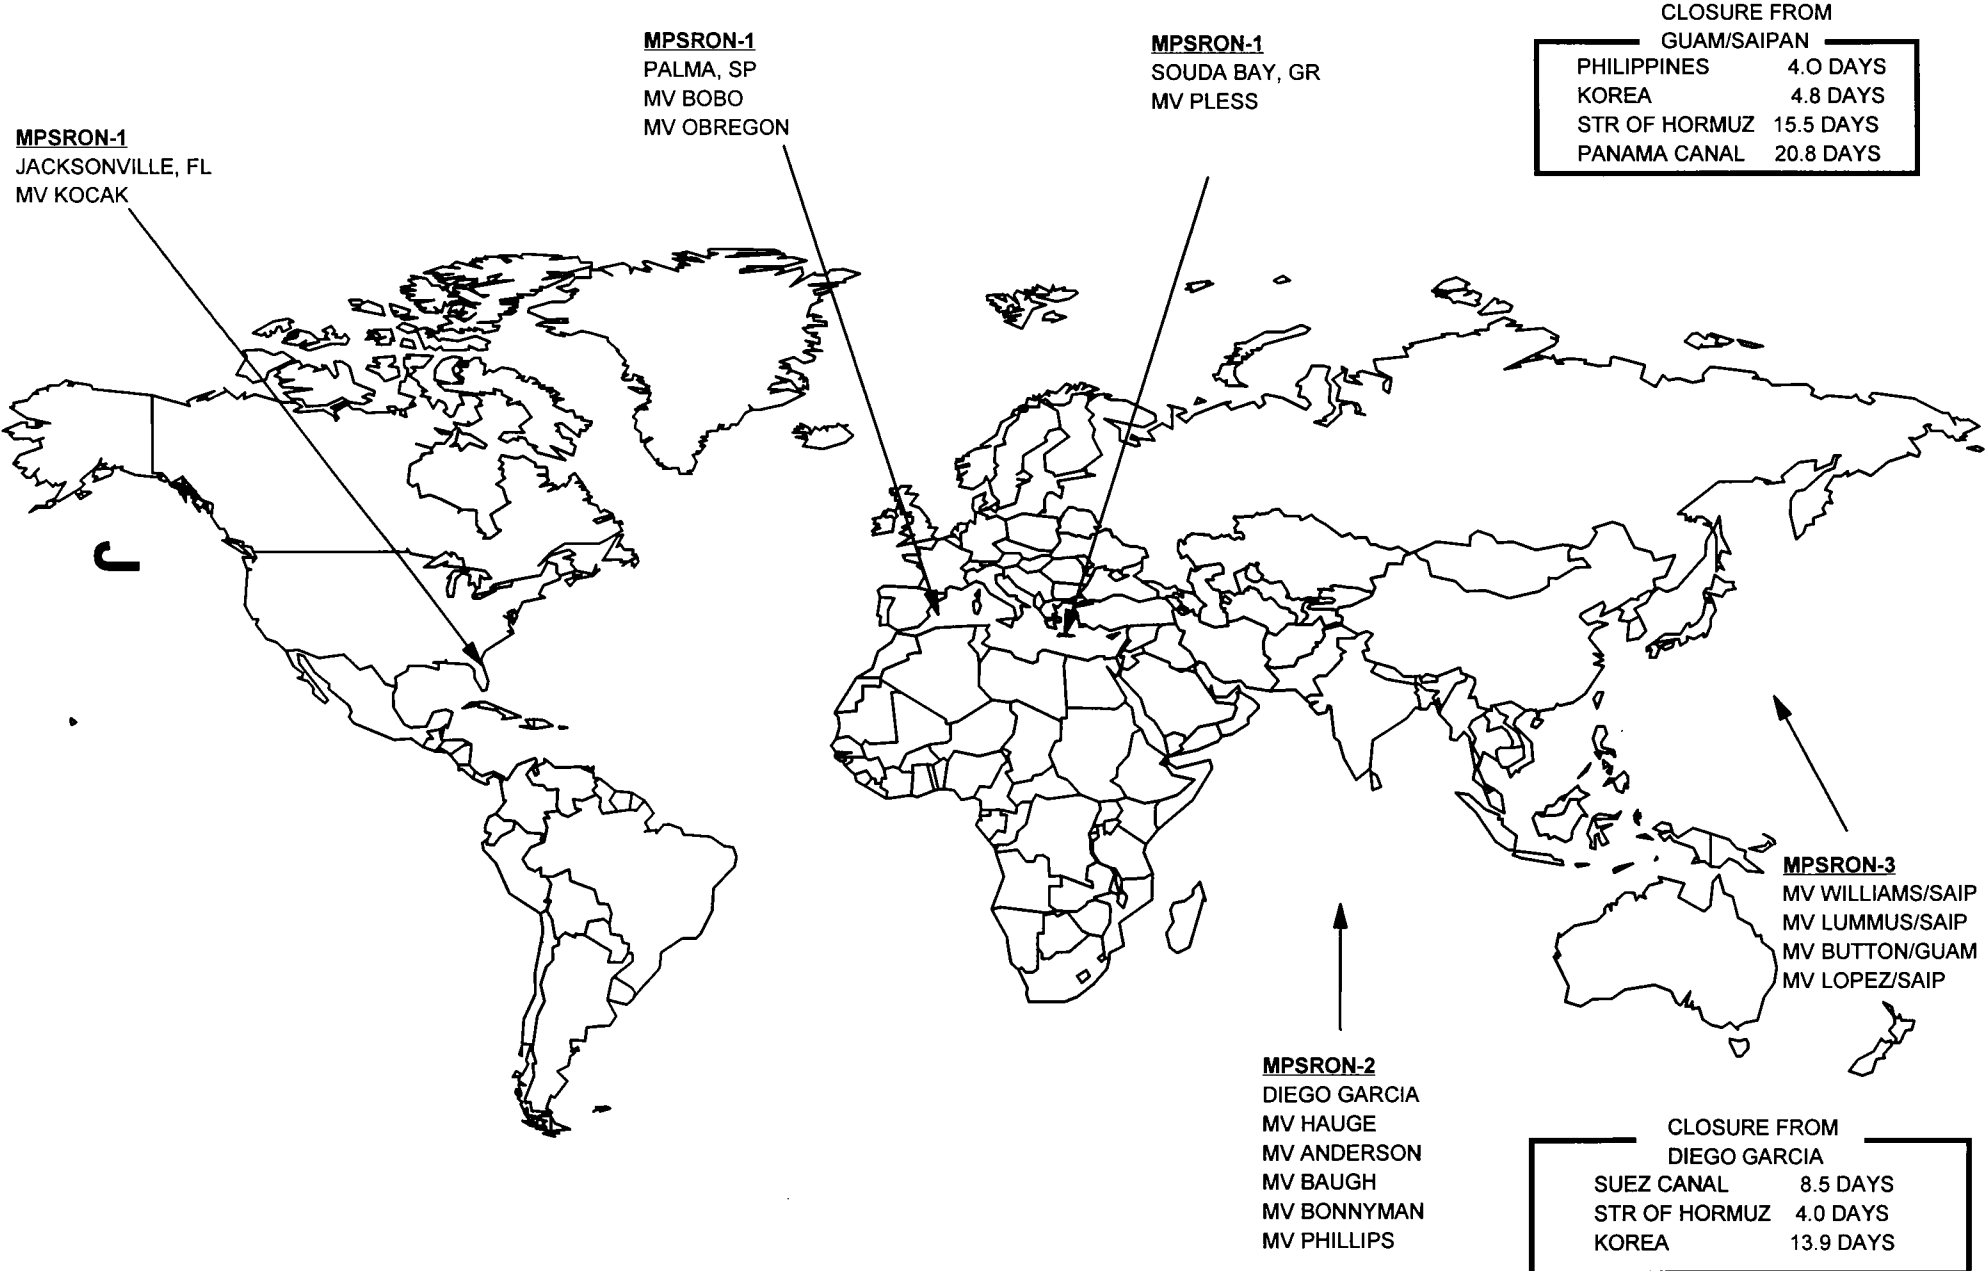 MPSRON-1
JACKSONVILLE, FL
MV KOCAK
MPSRON-1
PALMA, SP
MV BOBO
MV OBREGON
MPSRON-1
SOUDA BAY, GR
MV PLESS
CLOSURE FROM
GUAM/SAIPAN
PHILIPPINES 4.O DAYS
KOREA 4.8 DAYS
STR OF HORMUZ 15.5 DAYS
PANAMA CANAL 20.8 DAYS
MPSRON-3
MV WILLIAMS/SAIP
MV LUMMUS/SAIP
MV BUTTON/GUAM
MV LOPEZ/SAIP
MPSRON-2
DIEGO GARCIA
MV HAUGE
MV ANDERSON
MV BAUGH
MV BONNYMAN
MV PHILLIPS
CLOSURE FROM
DIEGO GARCIA
SUEZ CANAL 8.5 DAYS
STR OF HORMUZ 4.0 DAYS
KOREA 13.9 DAYS